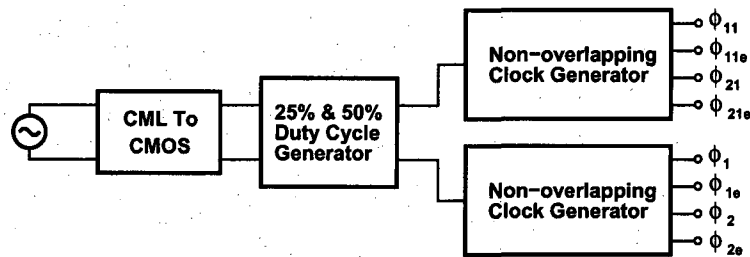 CML To
CMOS
25% & 50%
Duty Cycle
Generator
Non-overlapping
Clock Generator
ϕ11
ϕ11e
ϕ21
ϕ21e
Non-overlapping
Clock Generator
ϕ1
ϕ1e
ϕ2
ϕ2e